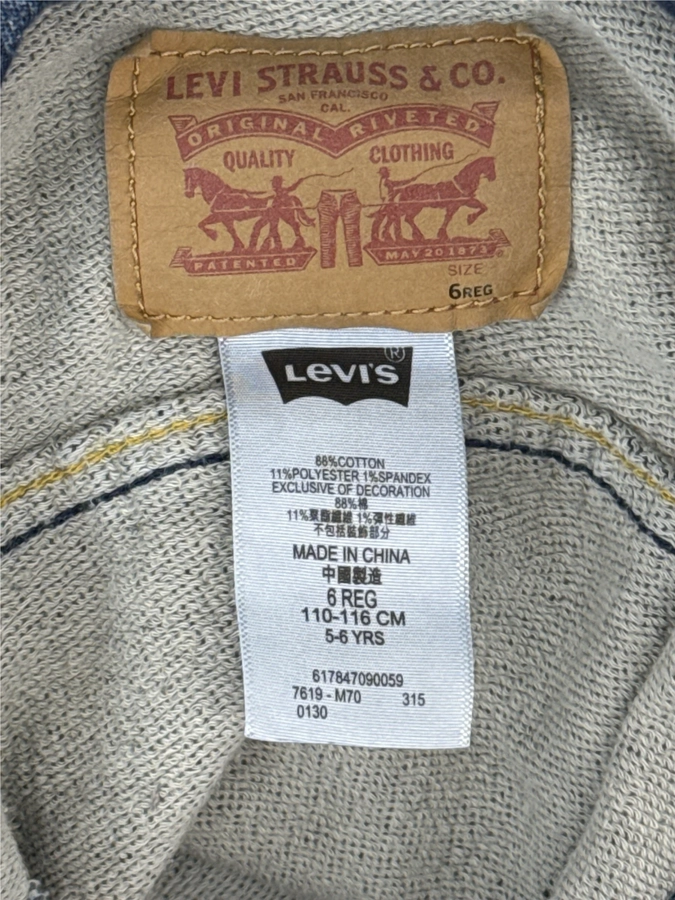 LEVI STRAUSS & CO.
SAN FRANCISCO
CAL.
ORIGINAL RIVETED
QUALITY CLOTHING
PATENTED MAY 20 1873
SIZE
6REG
LEVI'S ®
88%COTTON
11%POLYESTER 1%SPANDEX
EXCLUSIVE OF DECORATION
88%棉
11%聚酯纖維 1%彈性纖維
不包括裝飾部分
MADE IN CHINA
中國製造
6 REG
110-116 CM
5-6 YRS
617847090059
7619 - M70 315
0130